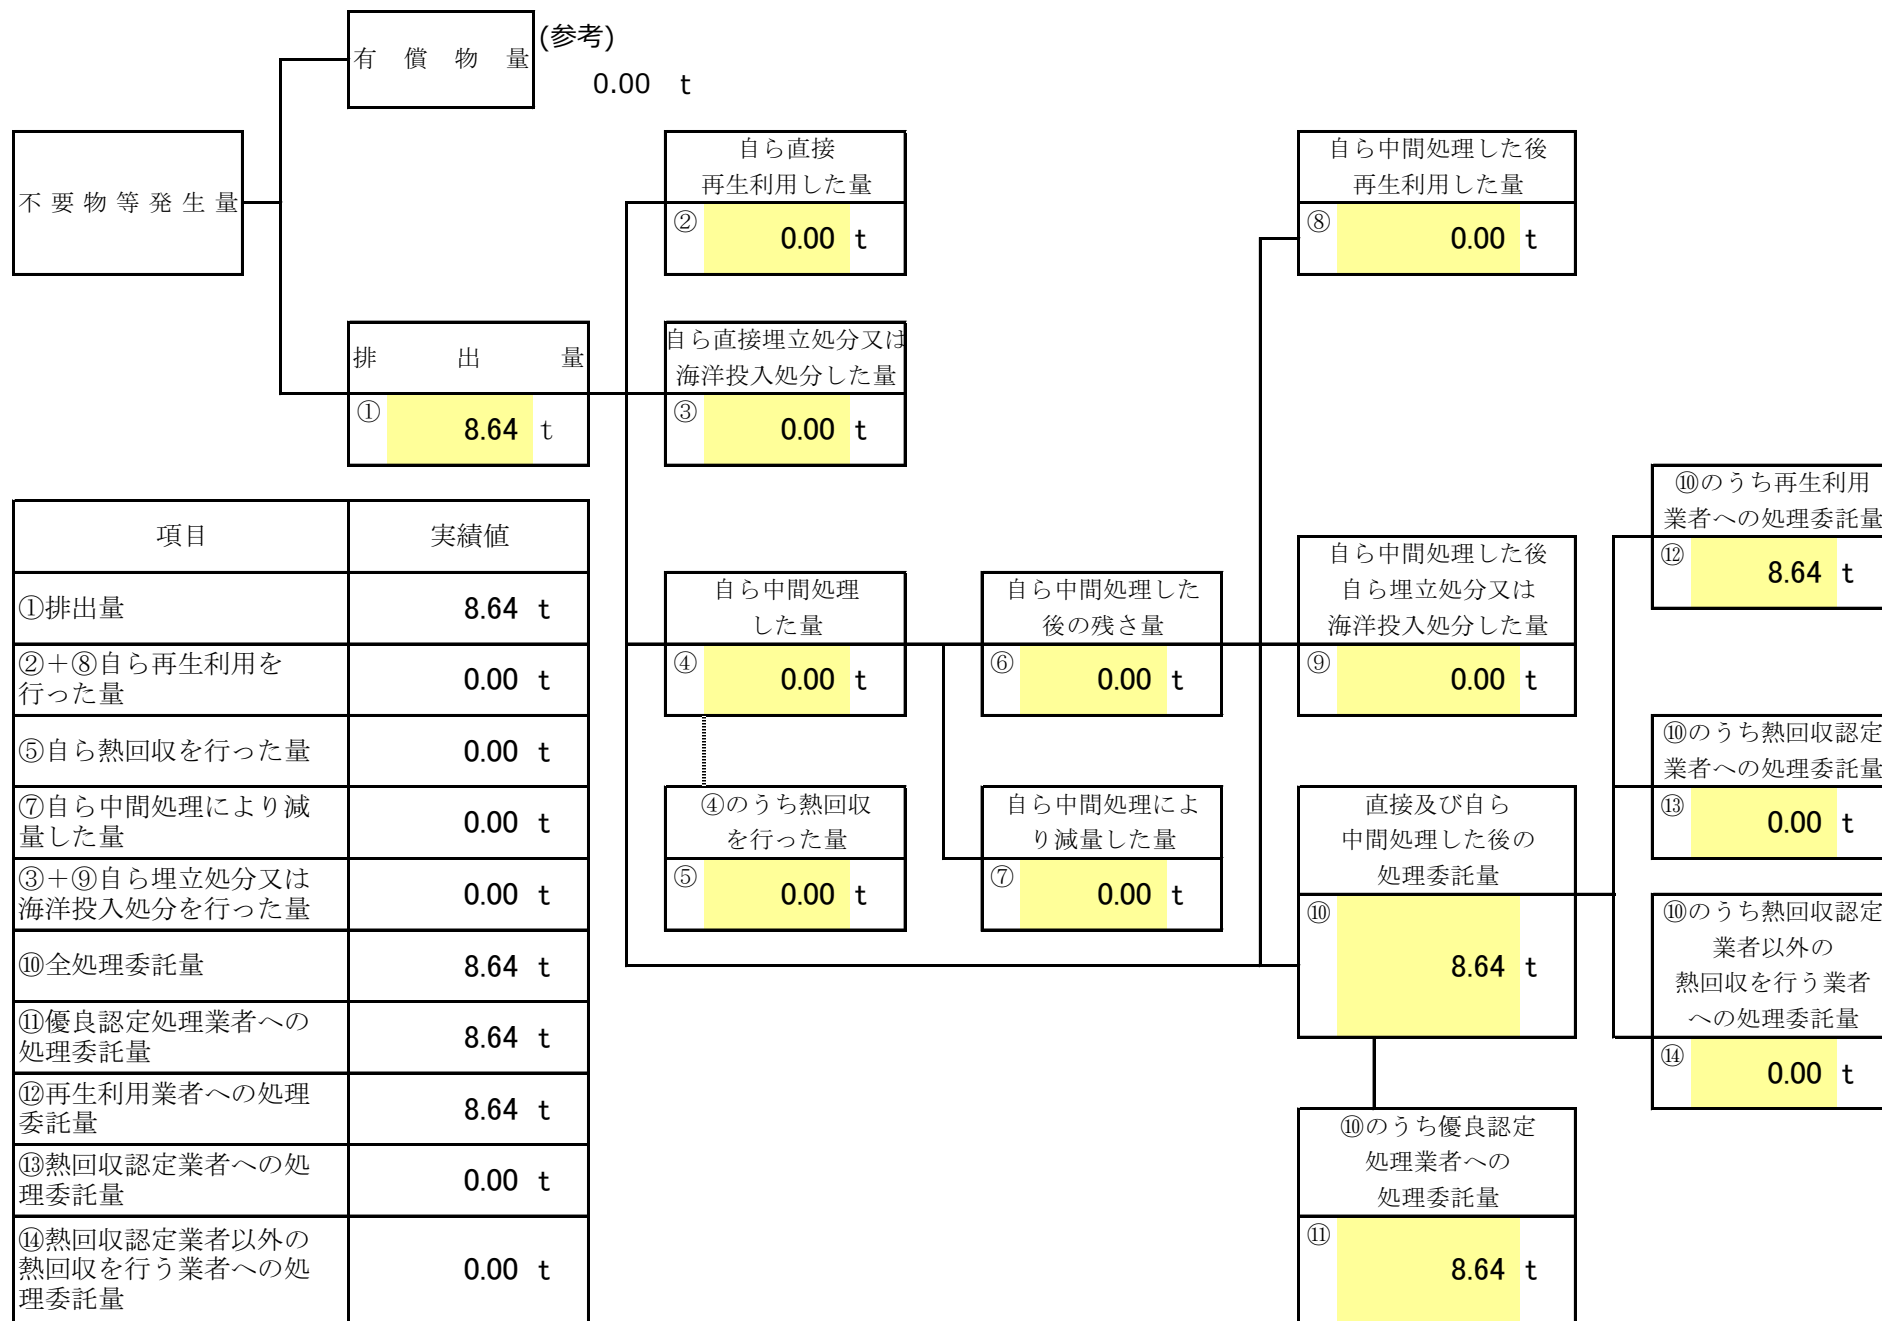 有償物量
(参考)
0.00 t
不要物等発生量
自ら直接
再生利用した量
② 0.00 t
自ら中間処理した後
再生利用した量
⑧ 0.00 t
排出量
① 8.64 t
自ら直接埋立処分又は
海洋投入処分した量
③ 0.00 t
項目 実績値
①排出量 8.64 t
②＋⑧自ら再生利用を
行った量
0.00 t
⑤自ら熱回収を行った量 0.00 t
⑦自ら中間処理により減
量した量
0.00 t
③＋⑨自ら埋立処分又は
海洋投入処分を行った量
0.00 t
⑩全処理委託量 8.64 t
⑪優良認定処理業者への
処理委託量
8.64 t
⑫再生利用業者への処理
委託量
8.64 t
⑬熱回収認定業者への処
理委託量
0.00 t
⑭熱回収認定業者以外の
熱回収を行う業者への処
理委託量
0.00 t
自ら中間処理
した量
④ 0.00 t
自ら中間処理した
後の残さ量
⑥ 0.00 t
自ら中間処理した後
自ら埋立処分又は
海洋投入処分した量
⑨ 0.00 t
④のうち熱回収
を行った量
⑤ 0.00 t
自ら中間処理によ
り減量した量
⑦ 0.00 t
直接及び自ら
中間処理した後の
処理委託量
⑩ 8.64 t
⑩のうち優良認定
処理業者への
処理委託量
⑪ 8.64 t
⑩のうち再生利用
業者への処理委託量
⑫ 8.64 t
⑩のうち熱回収認定
業者への処理委託量
⑬ 0.00 t
⑩のうち熱回収認定
業者以外の
熱回収を行う業者
への処理委託量
⑭ 0.00 t